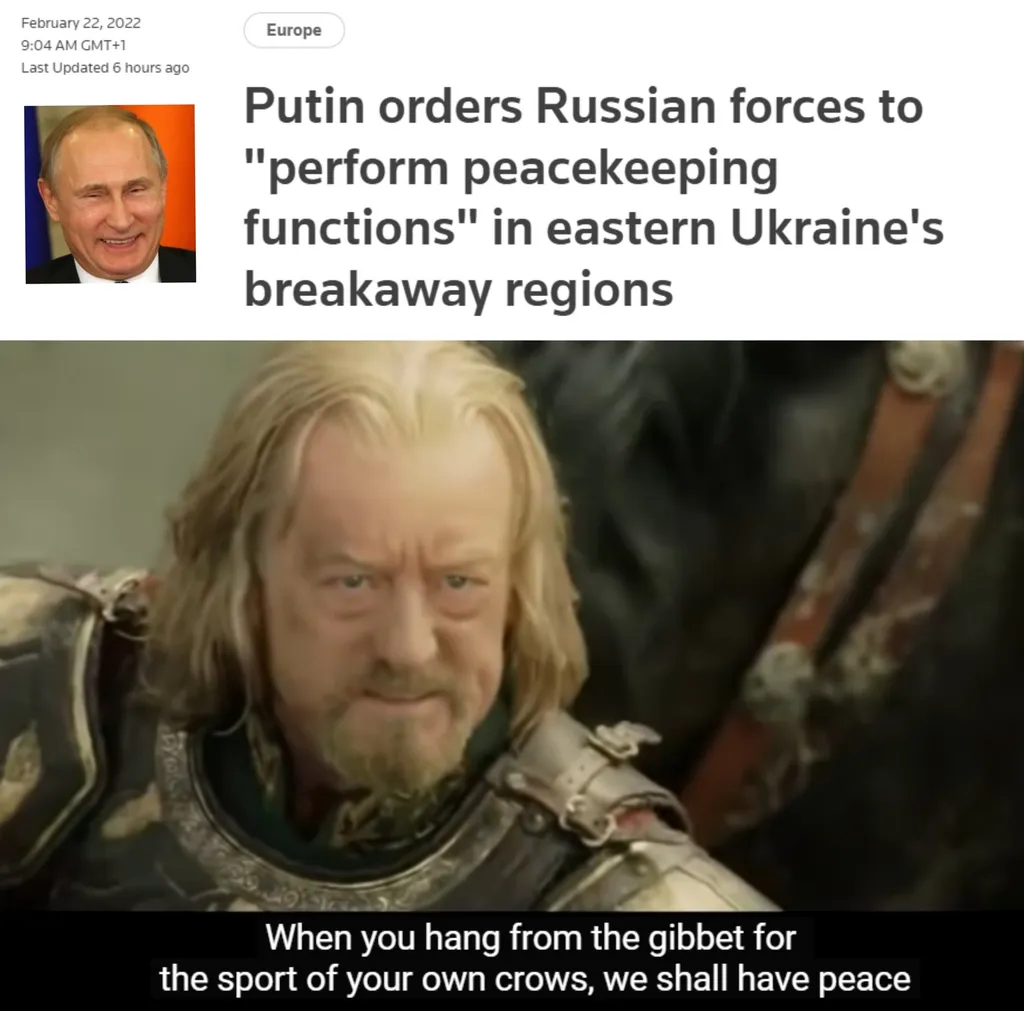 February 22, 2022
9:04 AM GMT+1
Last Updated 6 hours ago
Europe
Putin orders Russian forces to
"perform peacekeeping
functions" in eastern Ukraine's
breakaway regions
When you hang from the gibbet for
the sport of your own crows, we shall have peace